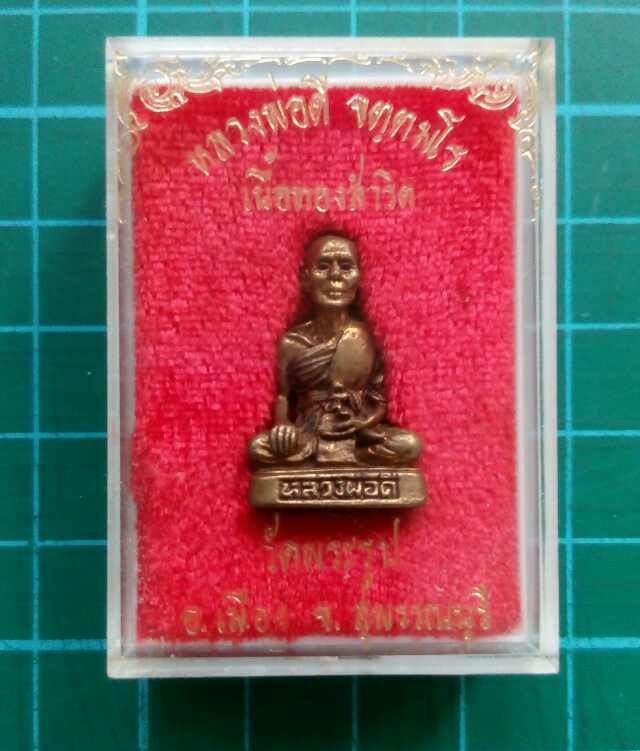 หลวงพ่อดี จตฺตมโร
เนื้อทองสำริด
หลวงพ่อดี
วัดพระรูป
อ. เมือง จ. สุพรรณบุรี